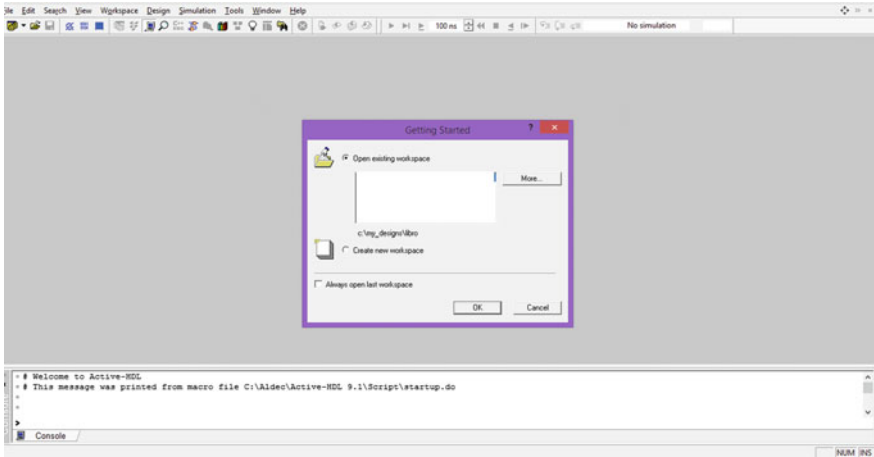 ile Edit Search View Workspace Design Simulation Tools Window Help
100 ns No simulation
Getting Started ?
Open existing workspace
More...
c:\my_designs\libro
Create new workspace
Always open last workspace
OK Cancel
# Welcome to Active-HDL
# This message was printed from macro file C:\Aldec\Active-HDL 9.1\Script\startup.do
>
Console
NUM INS